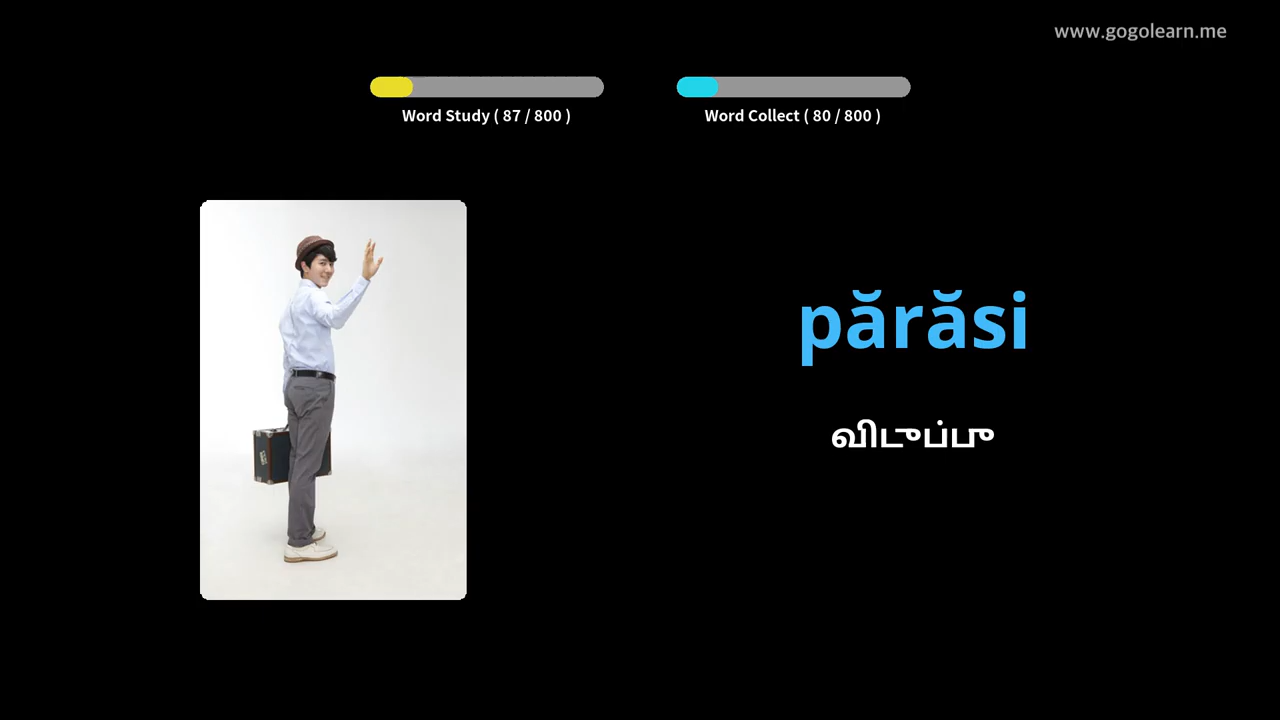 www.gogolearn.me
Word Study ( 87 / 800 )
Word Collect ( 80 / 800 )
părăsi
விடுப்பு